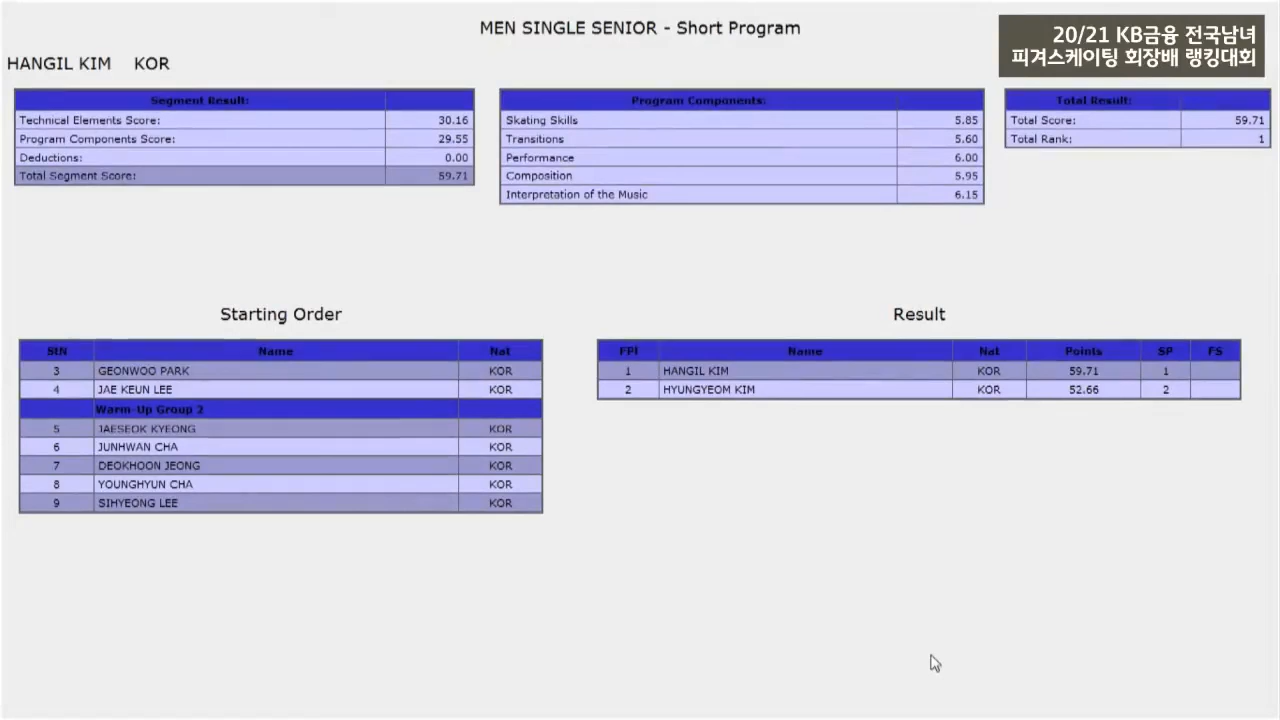 MEN SINGLE SENIOR - Short Program
20/21 KB금융 전국남녀
피겨스케이팅 회장배 랭킹대회
HANGIL KIM KOR
Segment Result:
Technical Elements Score: 30.16
Program Components Score: 29.55
Deductions: 0.00
Total Segment Score: 59.71
Program Components:
Skating Skills 5.85
Transitions 5.60
Performance 6.00
Composition 5.95
Interpretation of the Music 6.15
Total Result:
Total Score: 59.71
Total Rank: 1
Starting Order
StN Name Nat
3 GEONWOO PARK KOR
4 JAE KEUN LEE KOR
Warm-Up Group 2
5 JAESEOK KYEONG KOR
6 JUNHWAN CHA KOR
7 DEOKHOON JEONG KOR
8 YOUNGHYUN CHA KOR
9 SIHYEONG LEE KOR
Result
FPl Name Nat Points SP FS
1 HANGIL KIM KOR 59.71 1
2 HYUNGYEOM KIM KOR 52.66 2